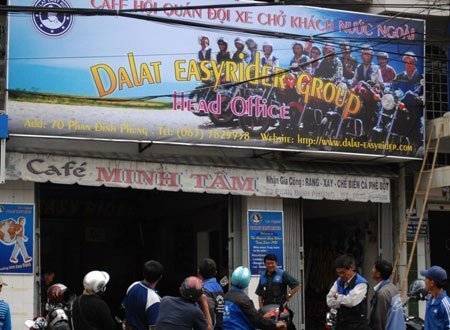 CAFÉ HỘI QUÁN ĐỘI XE CHỞ KHÁCH NƯỚC NGOÀI
DALAT EASYRIDER GROUP
HEAD OFFICE
Add: 70 PHAN ĐÌNH PHÙNG - TEL: (063) 3829938
Website: http://www.dalat-easyrider.com
Café MINH TÂM
Nhận Gia Công: RANG - XAY - CHẾ BIẾN CÀ PHÊ BỘT